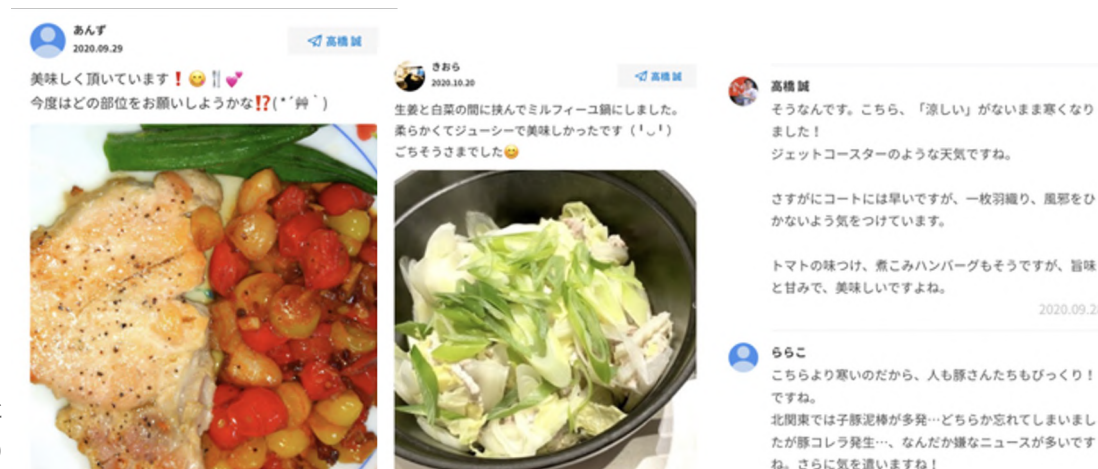 あんず
2020.09.29
高橋 誠
美味しく頂いています❗😋🍴💕
今度はどの部位をお願いしようかな⁉️(*´艸`)
きおら
2020.10.20
高橋 誠
生姜と白菜の間に挟んでミルフィーユ鍋にしました。
柔らかくてジューシーで美味しかったです（╹◡╹）
ごちそうさまでした😊
高橋 誠
そうなんです。こちら、「涼しい」がないまま寒くなり
ました！
ジェットコースターのような天気ですね。
さすがにコートには早いですが、一枚羽織り、風邪をひ
かないよう気をつけています。
トマトの味つけ、煮こみハンバーグもそうですが、旨味
と甘みで、美味しいですよね。
2020.09.2
ららこ
こちらより寒いのだから、人も豚さんたちもびっくり！
ですね。
北関東では子豚泥棒が多発…どちらか忘れてしまいまし
たが豚コレラ発生…、なんだか嫌なニュースが多いです
ね。さらに気を遣いますね！